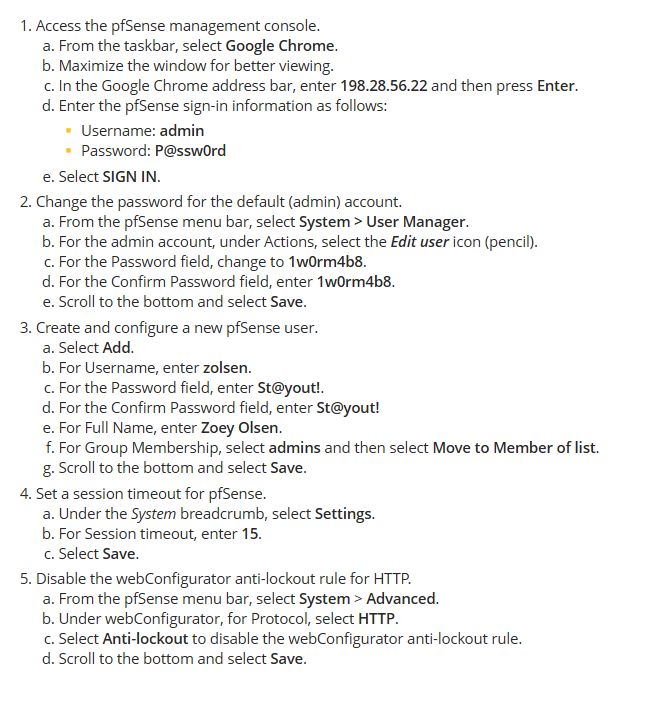 1. Access the pfSense management console.
a. From the taskbar, select Google Chrome.
b. Maximize the window for better viewing.
c. In the Google Chrome address bar, enter 198.28.56.22 and then press Enter.
d. Enter the pfSense sign-in information as follows:
▪ Username: admin
▪ Password: P@ssw0rd
e. Select SIGN IN.
2. Change the password for the default (admin) account.
a. From the pfSense menu bar, select System > User Manager.
b. For the admin account, under Actions, select the Edit user icon (pencil).
c. For the Password field, change to 1w0rm4b8.
d. For the Confirm Password field, enter 1w0rm4b8.
e. Scroll to the bottom and select Save.
3. Create and configure a new pfSense user.
a. Select Add.
b. For Username, enter zolsen.
c. For the Password field, enter St@yout!.
d. For the Confirm Password field, enter St@yout!
e. For Full Name, enter Zoey Olsen.
f. For Group Membership, select admins and then select Move to Member of list.
g. Scroll to the bottom and select Save.
4. Set a session timeout for pfSense.
a. Under the System breadcrumb, select Settings.
b. For Session timeout, enter 15.
c. Select Save.
5. Disable the webConfigurator anti-lockout rule for HTTP.
a. From the pfSense menu bar, select System > Advanced.
b. Under webConfigurator, for Protocol, select HTTP.
c. Select Anti-lockout to disable the webConfigurator anti-lockout rule.
d. Scroll to the bottom and select Save.